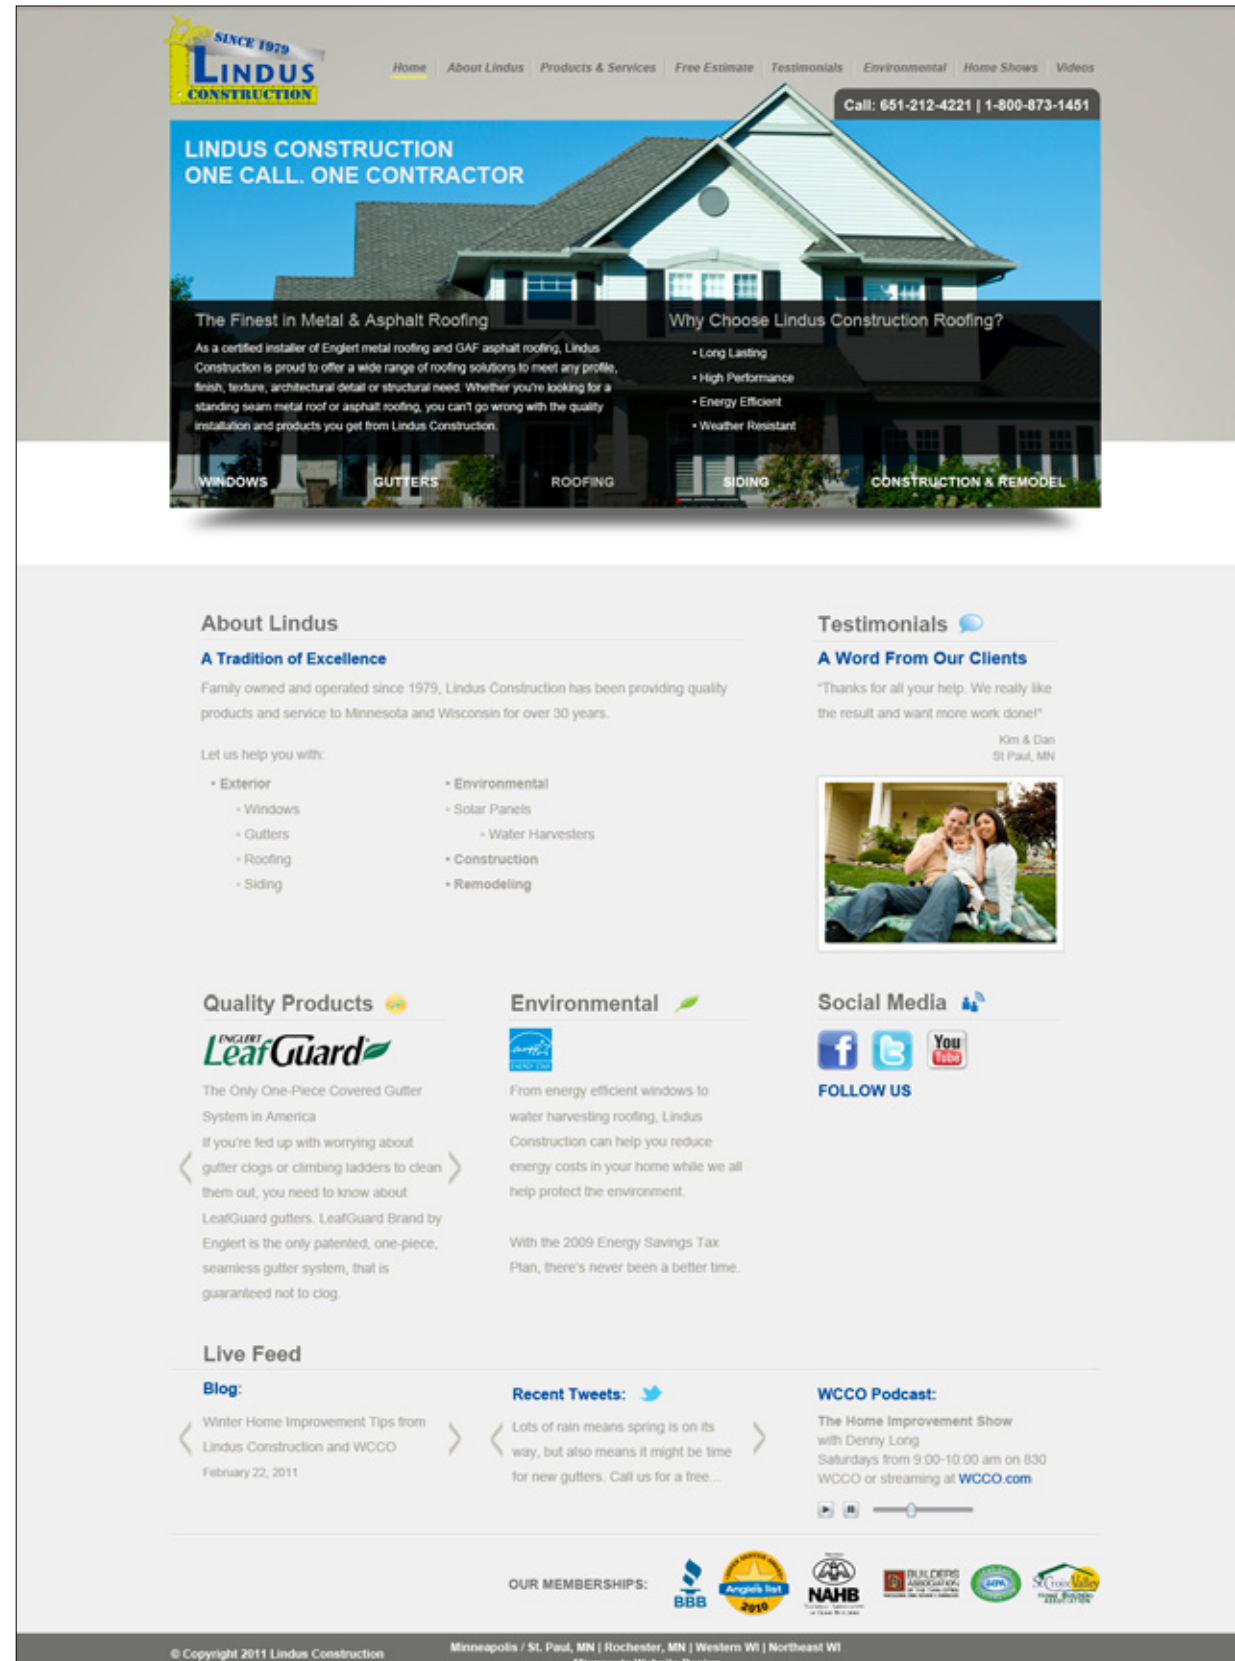 SINCE 1979
LINDUS
CONSTRUCTION
Home About Lindus Products & Services Free Estimate Testimonials Environmental Home Shows Videos
Call: 651-212-4221 | 1-800-873-1451
LINDUS CONSTRUCTION
ONE CALL. ONE CONTRACTOR
The Finest in Metal & Asphalt Roofing
As a certified installer of Englert metal roofing and GAF asphalt roofing, Lindus
Construction is proud to offer a wide range of roofing solutions to meet any profile,
finish, texture, architectural detail or structural need. Whether you're looking for a
standing seam metal roof or asphalt roofing, you can't go wrong with the quality
installation and products you get from Lindus Construction.
Why Choose Lindus Construction Roofing?
• Long Lasting
• High Performance
• Energy Efficient
• Weather Resistant
WINDOWS GUTTERS ROOFING SIDING CONSTRUCTION & REMODEL
About Lindus
A Tradition of Excellence
Family owned and operated since 1979, Lindus Construction has been providing quality
products and service to Minnesota and Wisconsin for over 30 years.
Let us help you with:
• Exterior
• Windows
• Gutters
• Roofing
• Siding
• Environmental
• Solar Panels
• Water Harvesters
• Construction
• Remodeling
Testimonials
A Word From Our Clients
"Thanks for all your help. We really like
the result and want more work done!"
Kim & Dan
St Paul, MN
Quality Products
ENGLERT
LeafGuard
The Only One-Piece Covered Gutter
System in America
If you're fed up with worrying about
gutter clogs or climbing ladders to clean
them out, you need to know about
LeafGuard gutters. LeafGuard Brand by
Englert is the only patented, one-piece,
seamless gutter system, that is
guaranteed not to clog.
Environmental
energy
ENERGY STAR
From energy efficient windows to
water harvesting roofing, Lindus
Construction can help you reduce
energy costs in your home while we all
help protect the environment.
With the 2009 Energy Savings Tax
Plan, there's never been a better time.
Social Media
f
t
You
Tube
FOLLOW US
Live Feed
Blog:
Winter Home Improvement Tips from
Lindus Construction and WCCO
February 22, 2011
Recent Tweets:
Lots of rain means spring is on its
way, but also means it might be time
for new gutters. Call us for a free...
WCCO Podcast:
The Home Improvement Show
with Denny Long
Saturdays from 9:00-10:00 am on 830
WCCO or streaming at WCCO.com
OUR MEMBERSHIPS:
BBB
SUPER SERVICE AWARD
Angie's list
2010
NAHB
BUILDERS
ASSOCIATION
St Croix Valley
HOME BUILDERS
ASSOCIATION
© Copyright 2011 Lindus Construction
Minneapolis / St. Paul, MN | Rochester, MN | Western WI | Northeast WI